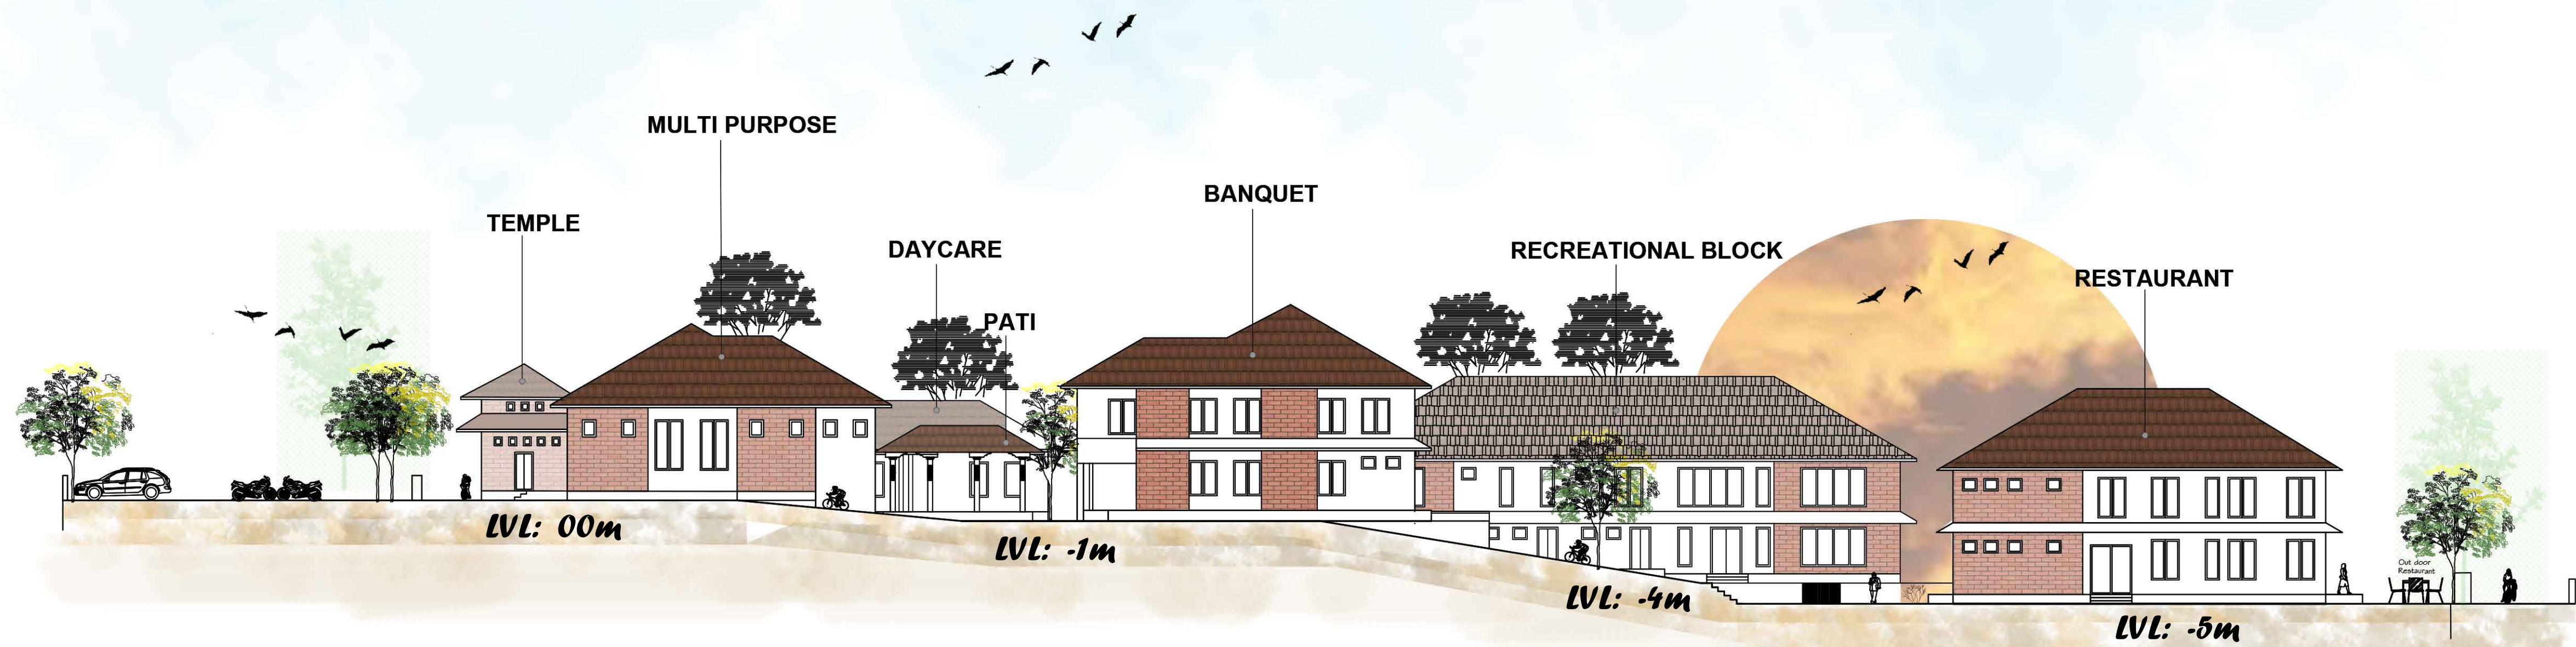 MULTI PURPOSE
BANQUET
TEMPLE
DAYCARE
RECREATIONAL BLOCK
RESTAURANT
PATI
LVL: 00m
LVL: -1m
Out door
Restaurant
LVL: -4m
LVL: -5m